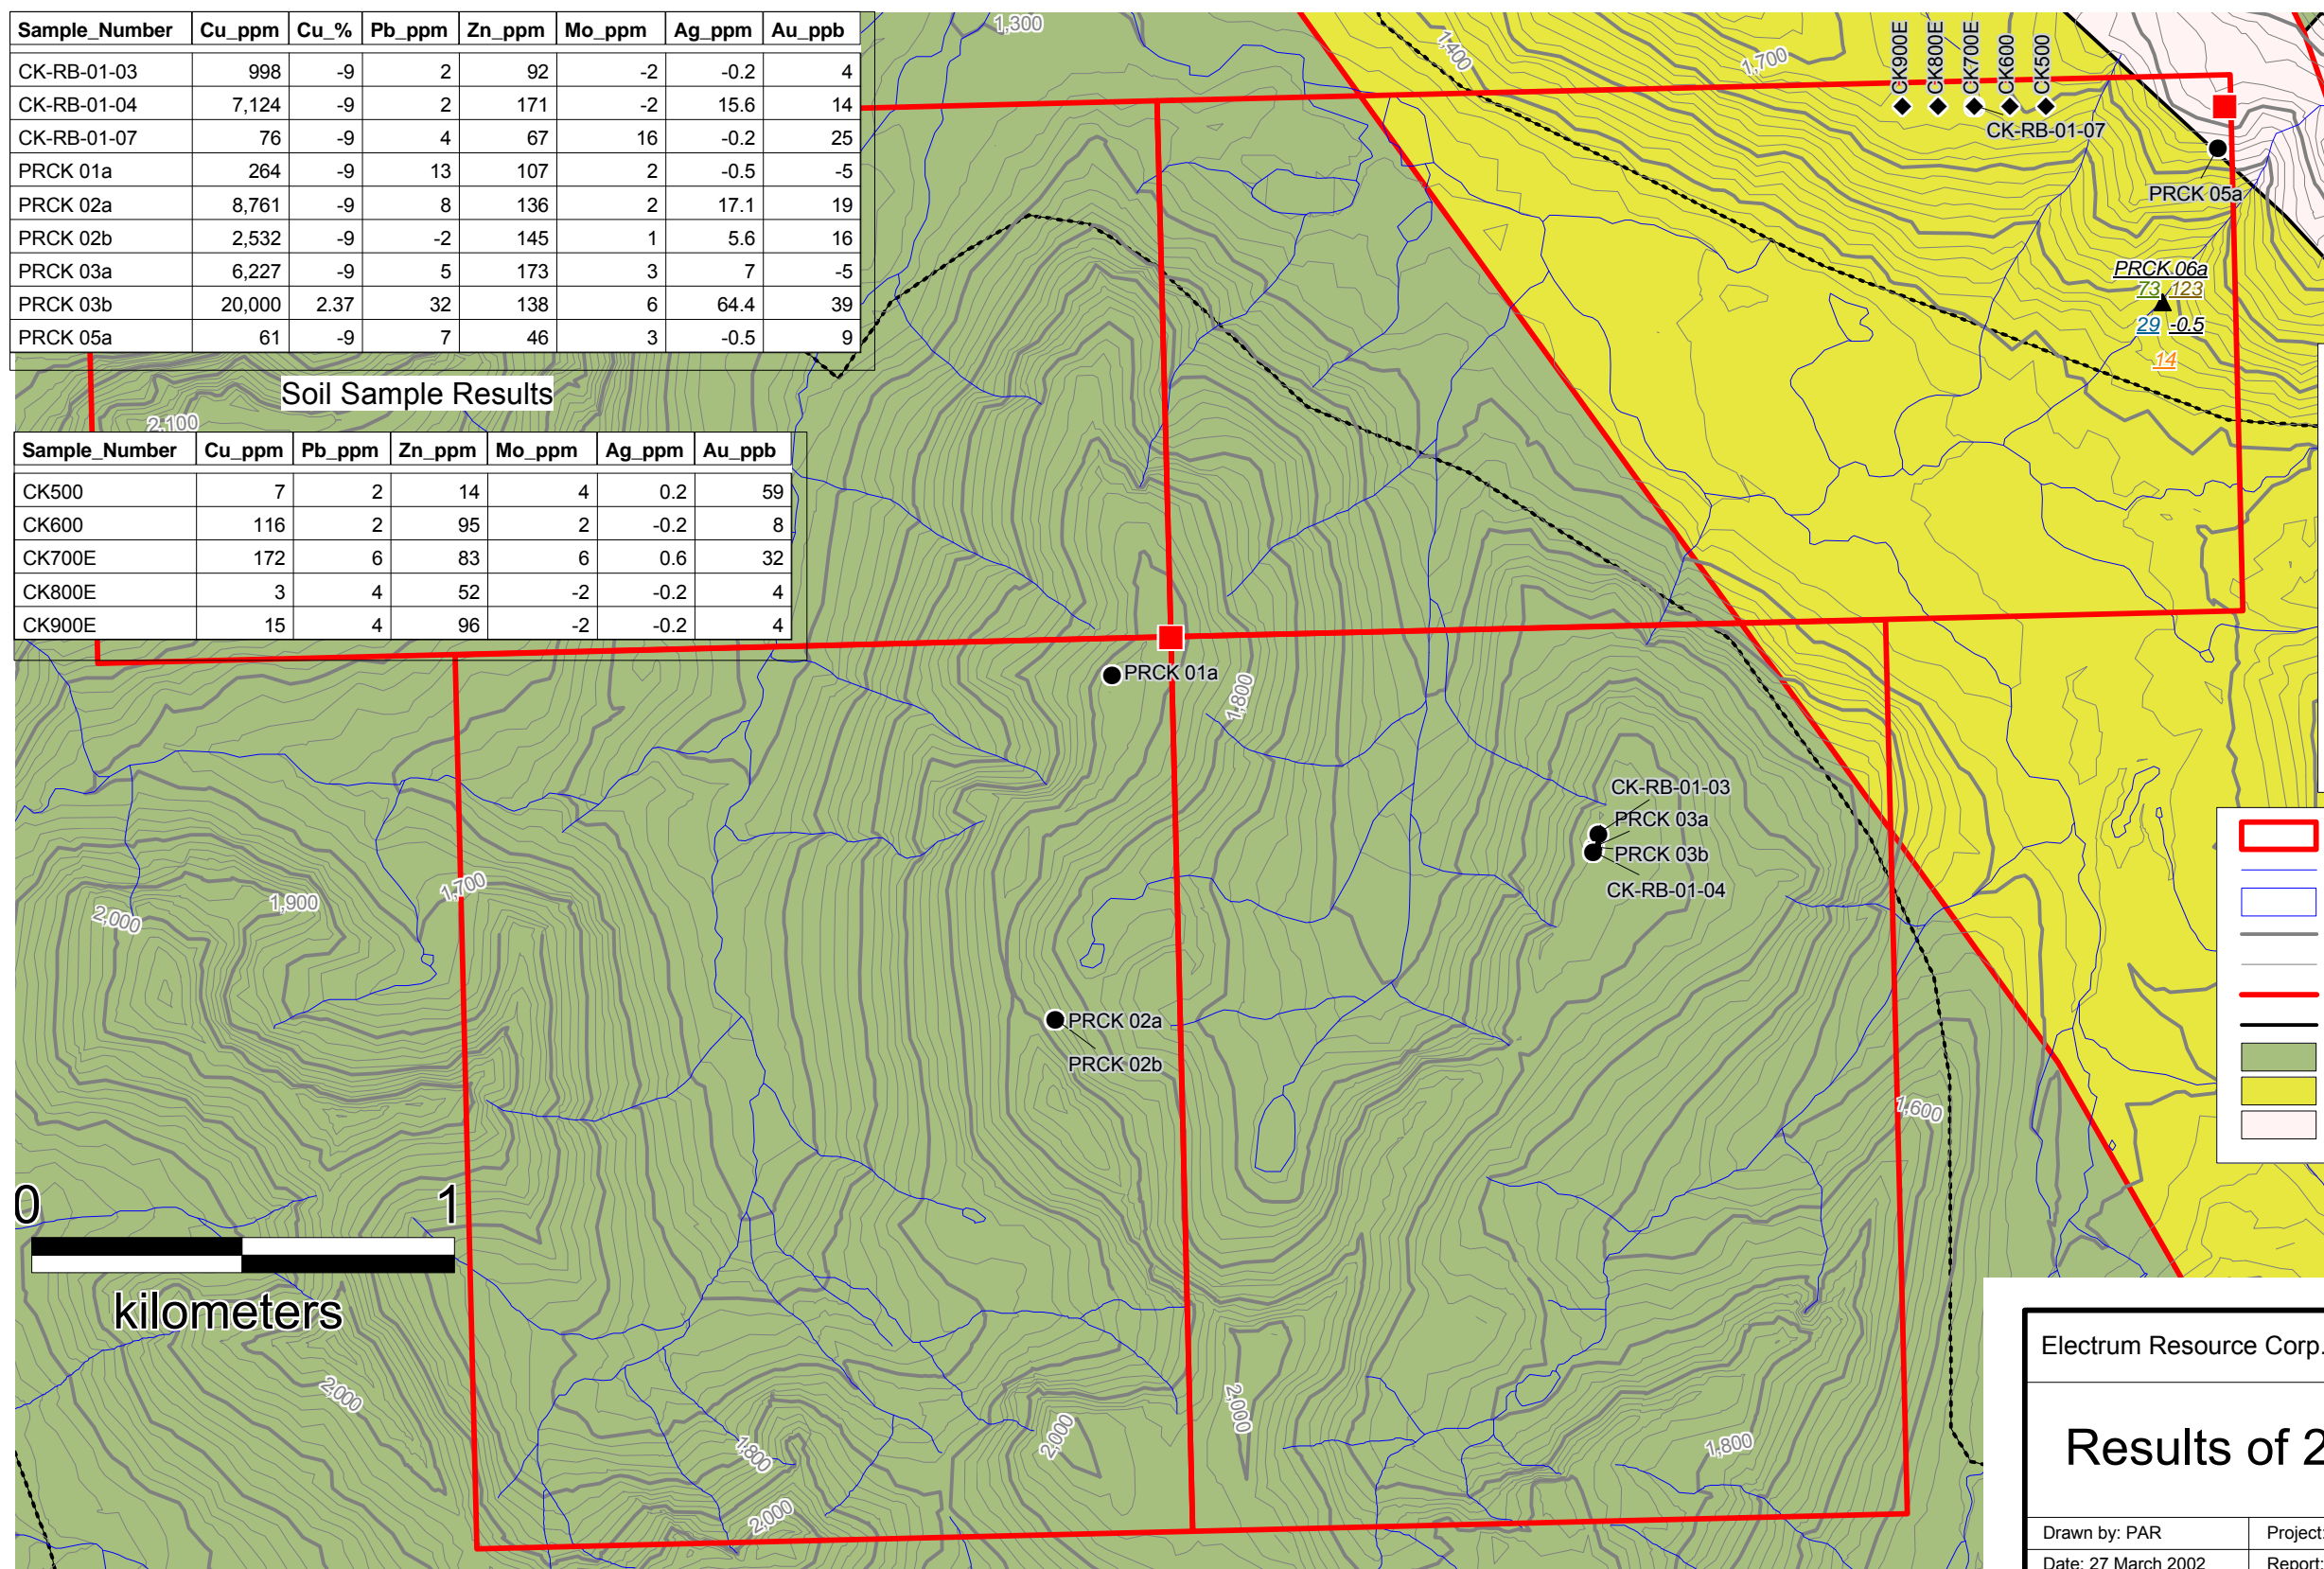 Sample_Number Cu_ppm Cu_% Pb_ppm Zn_ppm Mo_ppm Ag_ppm Au_ppb
CK-RB-01-03 998 -9 2 92 -2 -0.2 4
CK-RB-01-04 7,124 -9 2 171 -2 15.6 14
CK-RB-01-07 76 -9 4 67 16 -0.2 25
PRCK 01a 264 -9 13 107 2 -0.5 -5
PRCK 02a 8,761 -9 8 136 2 17.1 19
PRCK 02b 2,532 -9 -2 145 1 5.6 16
PRCK 03a 6,227 -9 5 173 3 7 -5
PRCK 03b 20,000 2.37 32 138 6 64.4 39
PRCK 05a 61 -9 7 46 3 -0.5 9
Soil Sample Results
Sample_Number Cu_ppm Pb_ppm Zn_ppm Mo_ppm Ag_ppm Au_ppb
CK500 7 2 14 4 0.2 59
CK600 116 2 95 2 -0.2 8
CK700E 172 6 83 6 0.6 32
CK800E 3 4 52 -2 -0.2 4
CK900E 15 4 96 -2 -0.2 4
1,300
1,400
1,700
CK900E
CK800E
CK700E
CK600
CK500
CK-RB-01-07
PRCK 05a
PRCK 06a
73 123
29 -0.5
14
2,100
PRCK 01a
1,800
CK-RB-01-03
PRCK 03a
PRCK 03b
CK-RB-01-04
1,700
1,900
2,000
PRCK 02a
PRCK 02b
1,600
0 1
kilometers
2,000
1,800
2,000
2,000
2,000
1,800
Electrum Resource Corp.
Results of 2
Drawn by: PAR Project:
Date: 27 March 2002 Report: